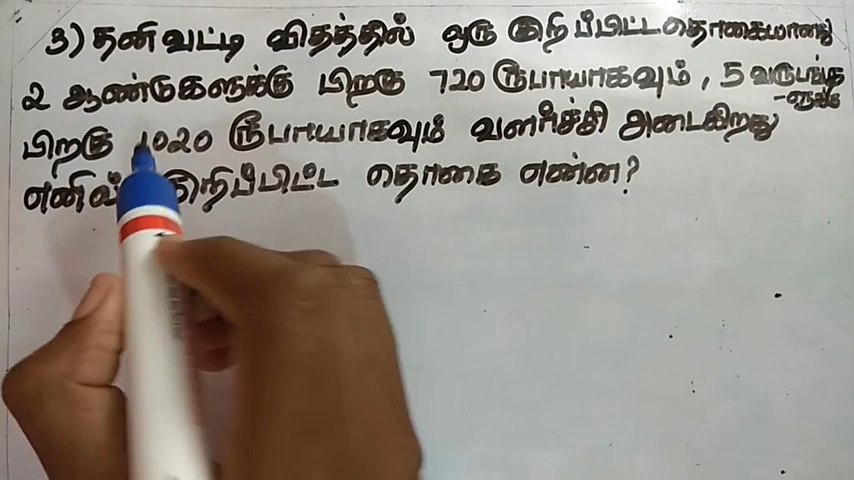 3) தனிவட்டி விதத்தில் ஒரு குறிப்பிட்ட தொகையானது
2 ஆண்டுகளுக்கு பிறகு 720 ரூபாயாகவும், 5 வருடங்க
-ளுக்கு
பிறகு 1020 ரூபாயாகவும் வளர்ச்சி அடைகிறது
குறிப்பிட்ட தொகை என்ன?